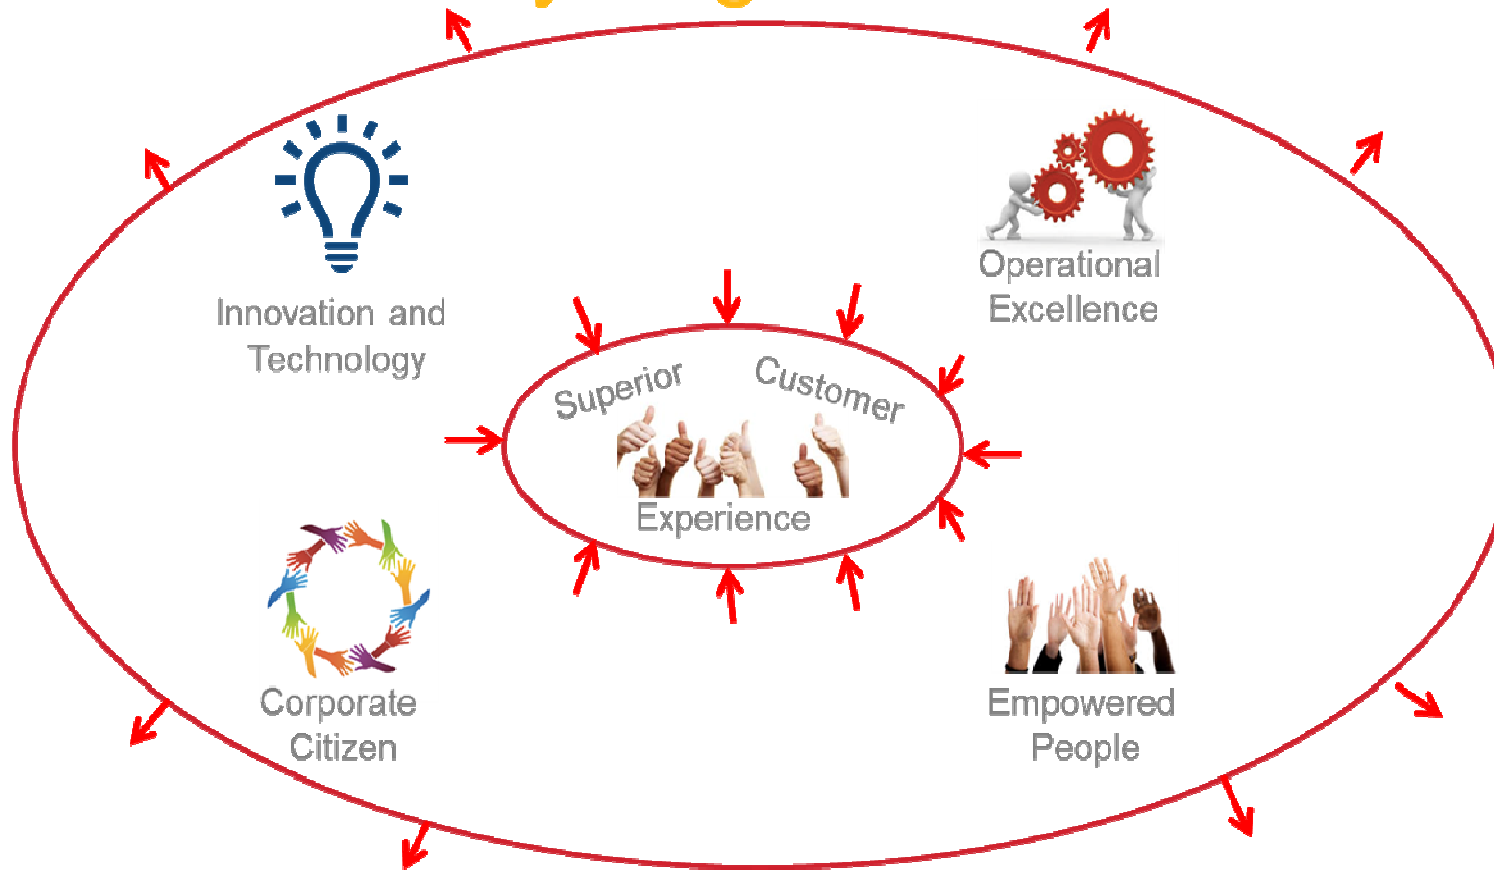 Innovation and
Technology
Operational
Excellence
Superior Customer
Experience
Corporate
Citizen
Empowered
People